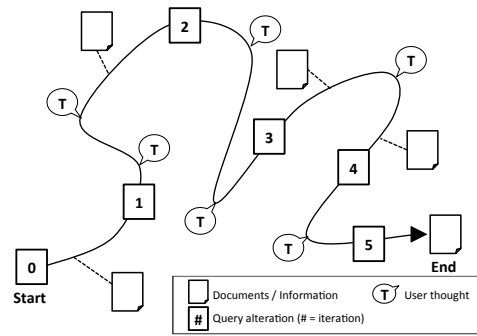 2
T
T
T
3
T
4
1
T
T
0
5
Start
End
Documents / Information
T User thought
# Query alteration (# = iteration)